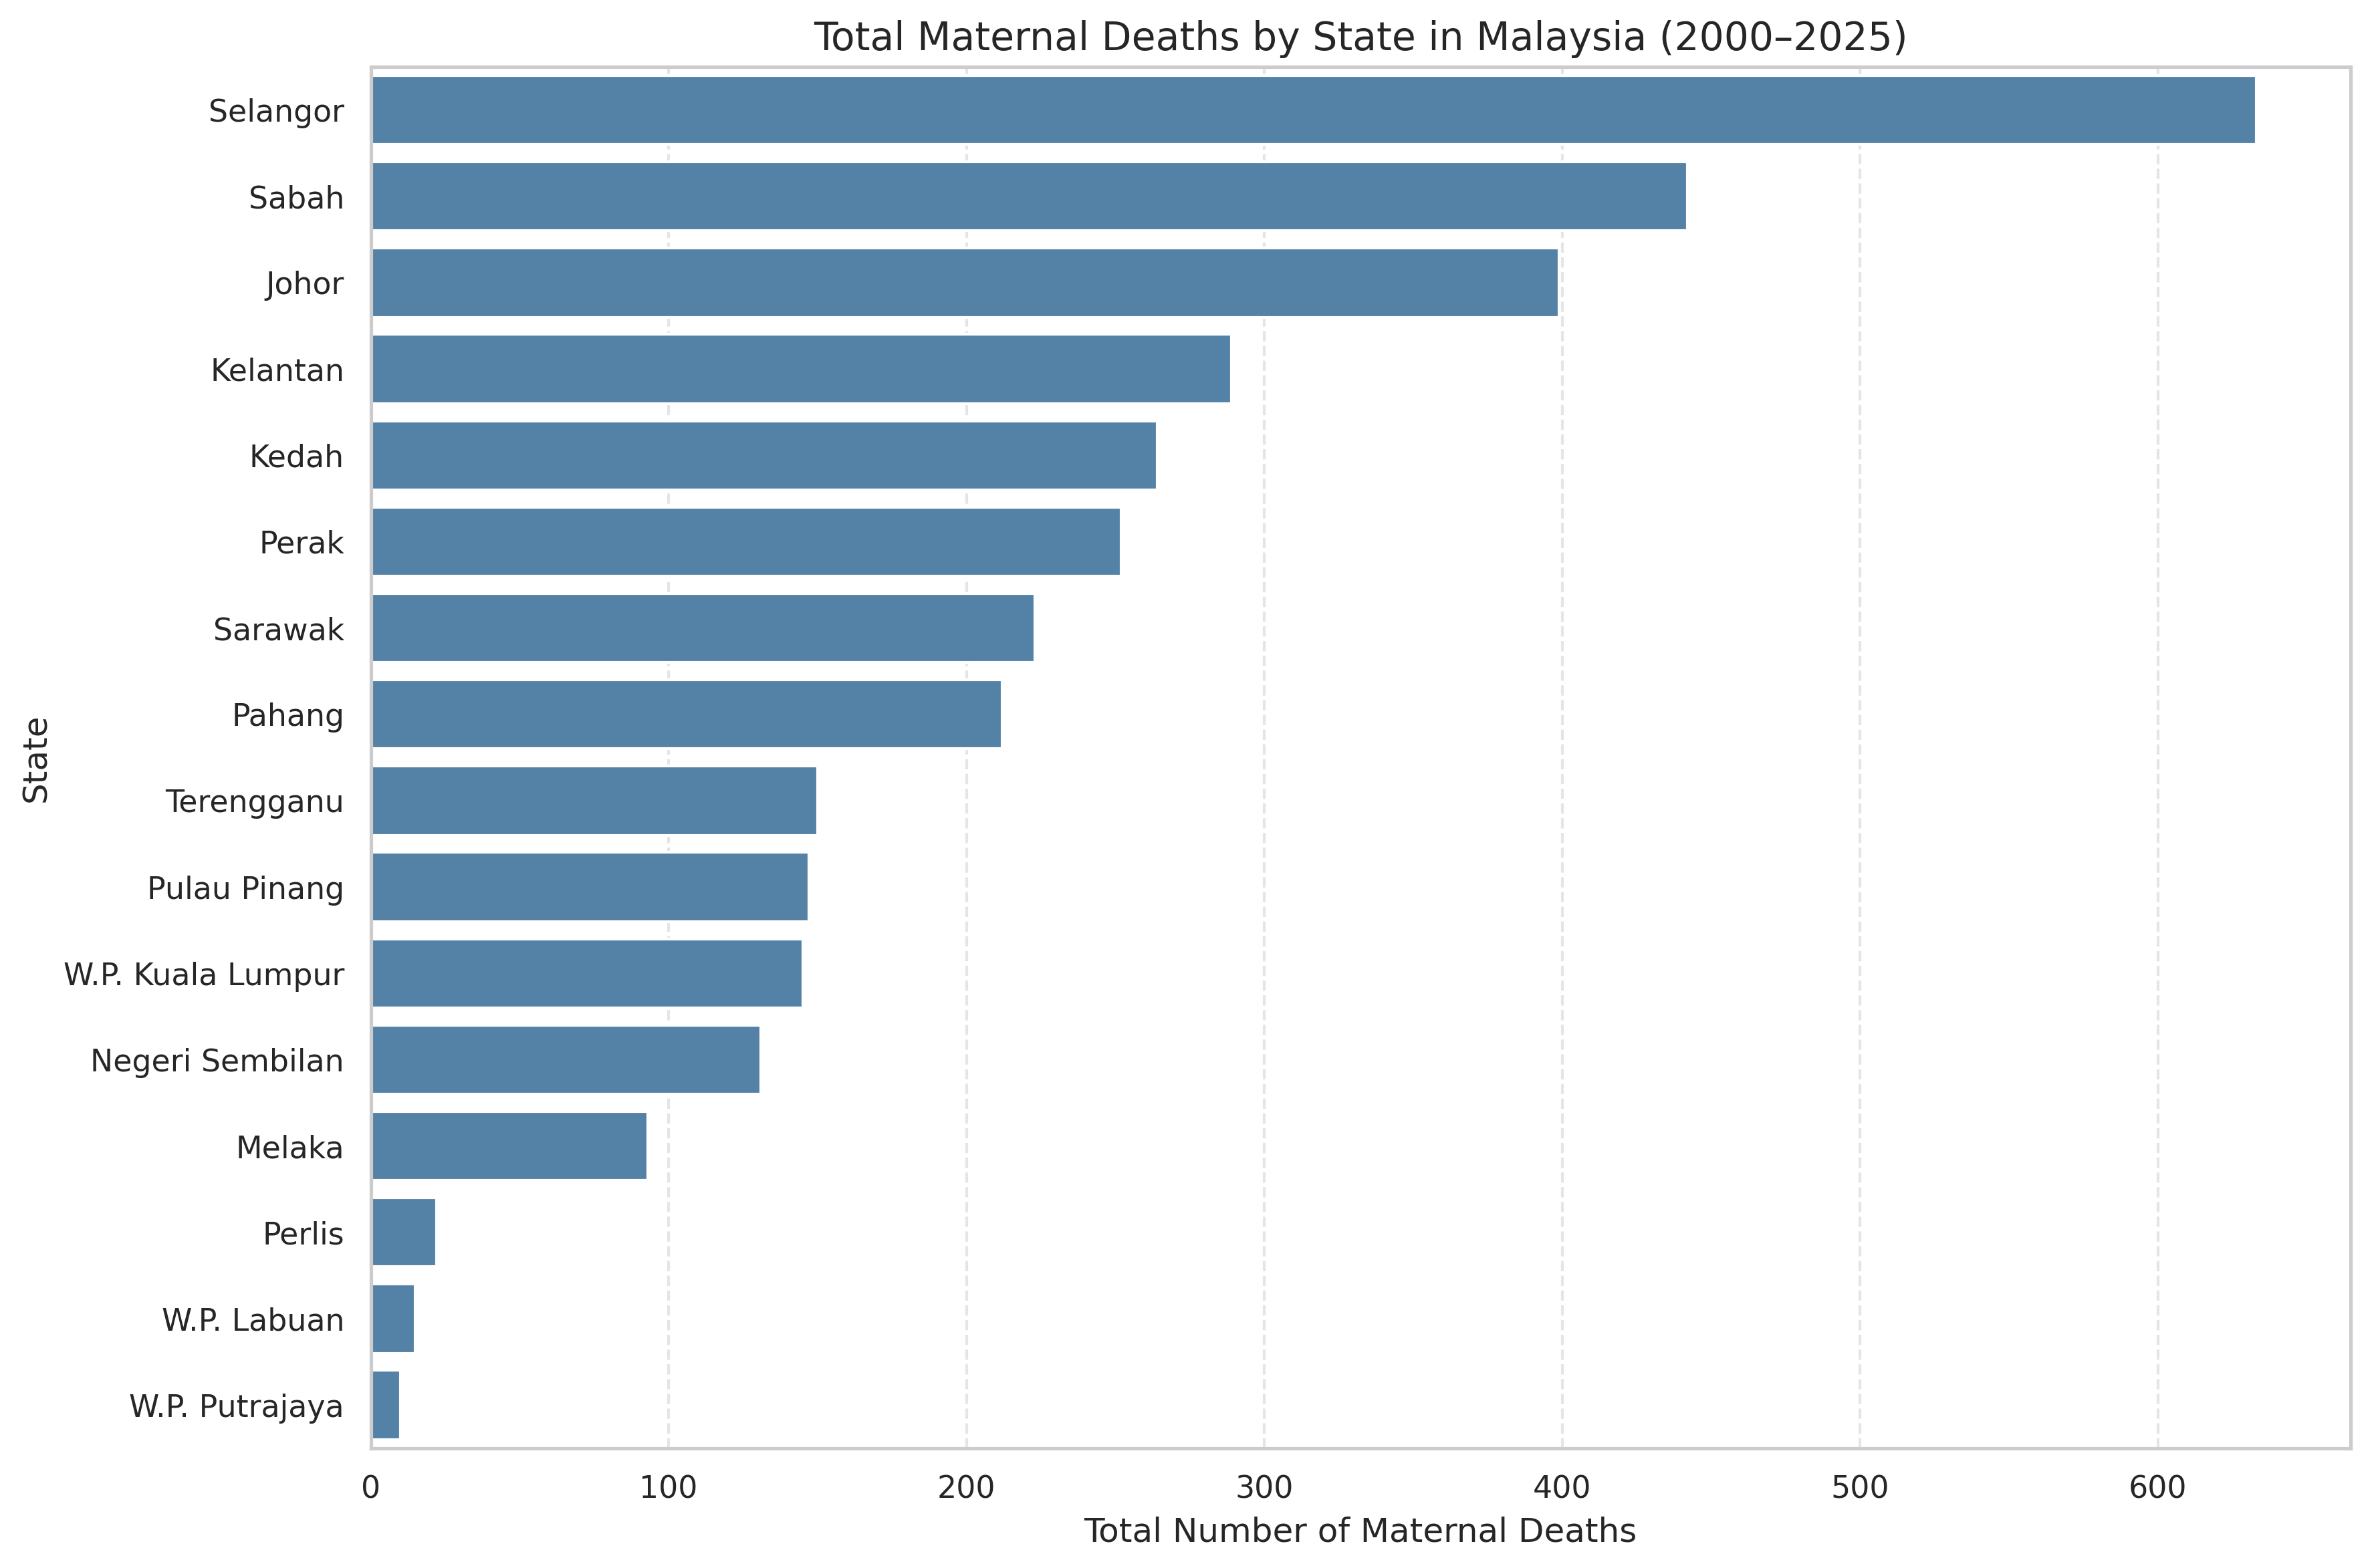 Total Maternal Deaths by State in Malaysia (2000–2025)
Selangor
Sabah
Johor
Kelantan
Kedah
Perak
Sarawak
Pahang
Terengganu
Pulau Pinang
W.P. Kuala Lumpur
Negeri Sembilan
Melaka
Perlis
W.P. Labuan
W.P. Putrajaya
State
0 100 200 300 400 500 600
Total Number of Maternal Deaths